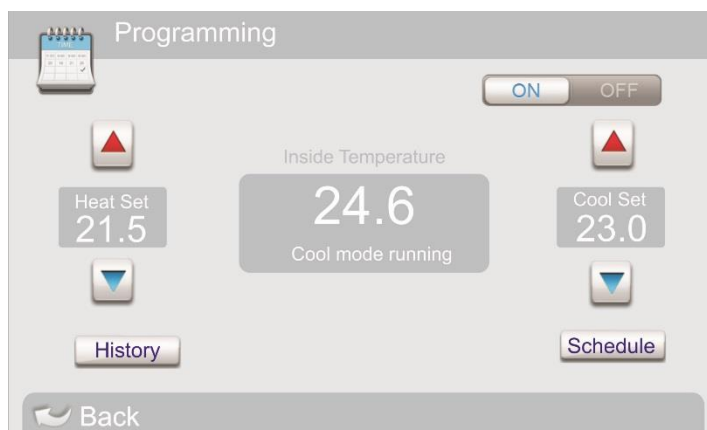 TIME
Programming
ON OFF
Inside Temperature
Heat Set
21.5
24.6
Cool mode running
Cool Set
23.0
History
Schedule
Back